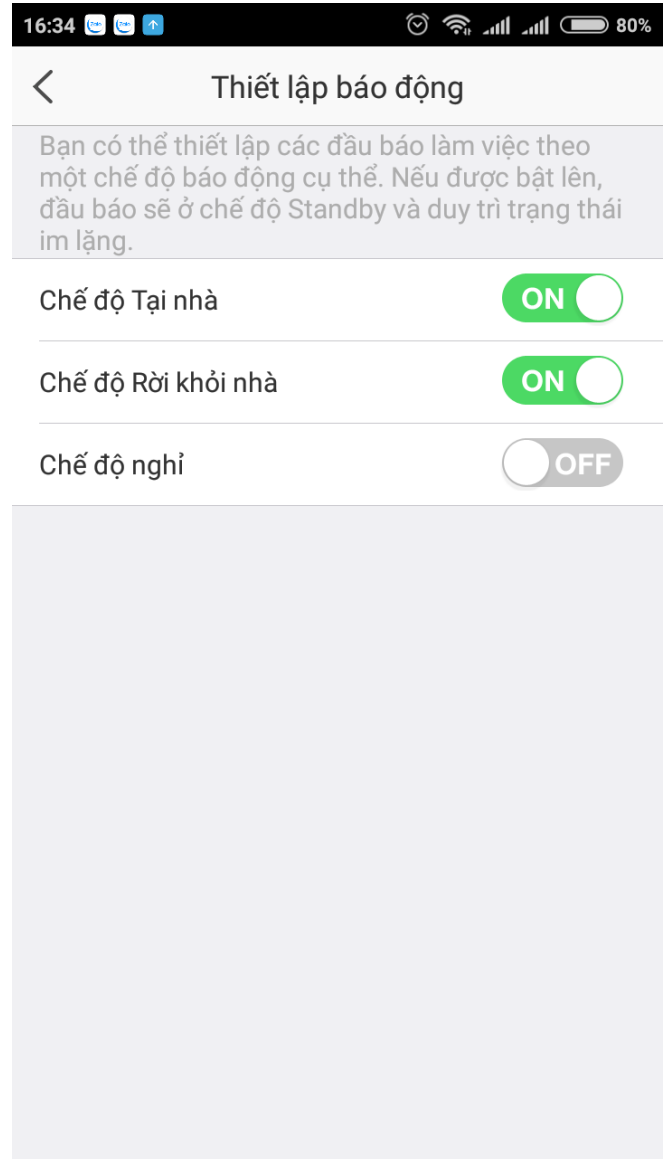 16:34 80%
Thiết lập báo động
Bạn có thể thiết lập các đầu báo làm việc theo
một chế độ báo động cụ thể. Nếu được bật lên,
đầu báo sẽ ở chế độ Standby và duy trì trạng thái
im lặng.
Chế độ Tại nhà ON
Chế độ Rời khỏi nhà ON
Chế độ nghỉ OFF